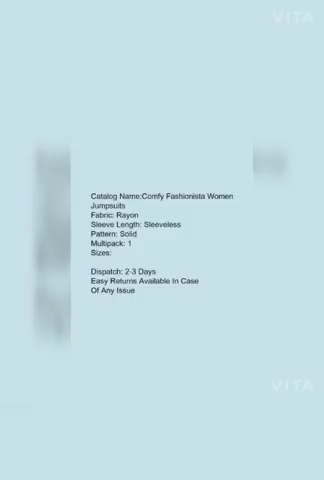 VITA
Catalog Name:Comfy Fashionista Women
Jumpsuits
Fabric: Rayon
Sleeve Length: Sleeveless
Pattern: Solid
Multipack: 1
Sizes:
Dispatch: 2-3 Days
Easy Returns Available In Case
Of Any Issue
VITA